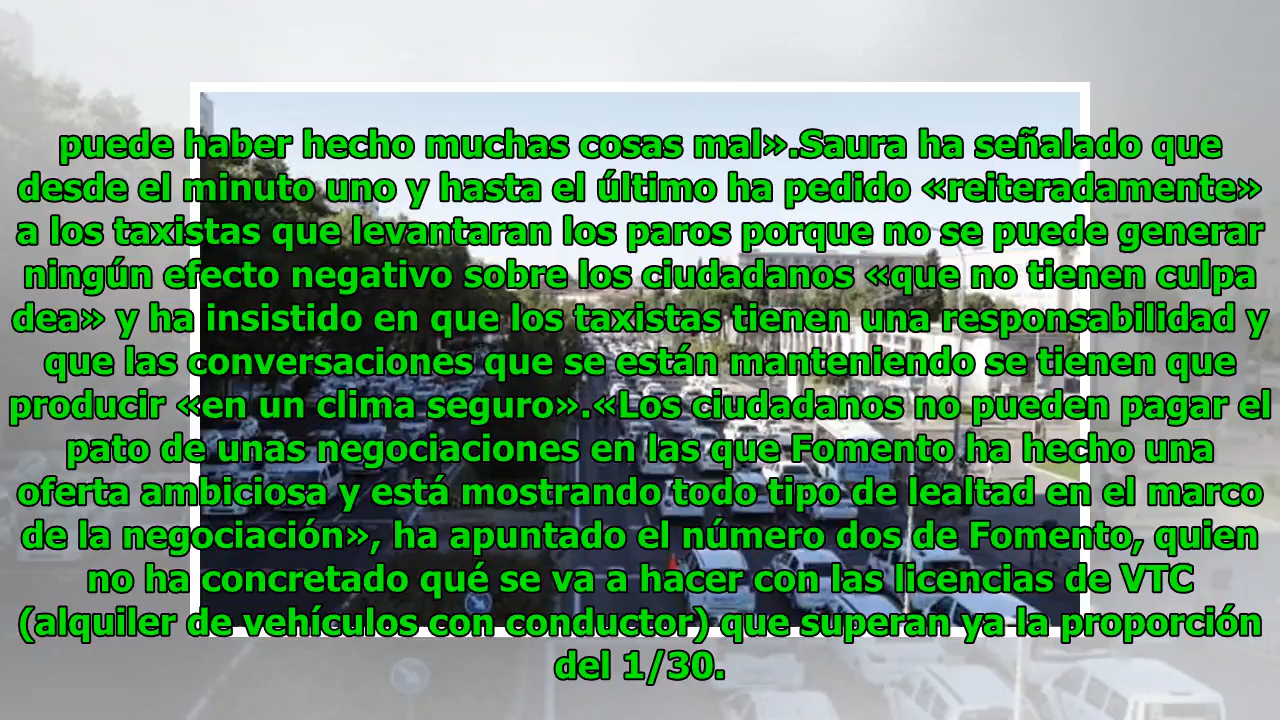 puede haber hecho muchas cosas mal».Saura ha señalado que
desde el minuto uno y hasta el último ha pedido «reiteradamente»
a los taxistas que levantaran los paros porque no se puede generar
ningún efecto negativo sobre los ciudadanos «que no tienen culpa
dea» y ha insistido en que los taxistas tienen una responsabilidad y
que las conversaciones que se están manteniendo se tienen que
producir «en un clima seguro».«Los ciudadanos no pueden pagar el
pato de unas negociaciones en las que Fomento ha hecho una
oferta ambiciosa y está mostrando todo tipo de lealtad en el marco
de la negociación», ha apuntado el número dos de Fomento, quien
no ha concretado qué se va a hacer con las licencias de VTC
(alquiler de vehículos con conductor) que superan ya la proporción
del 1/30.